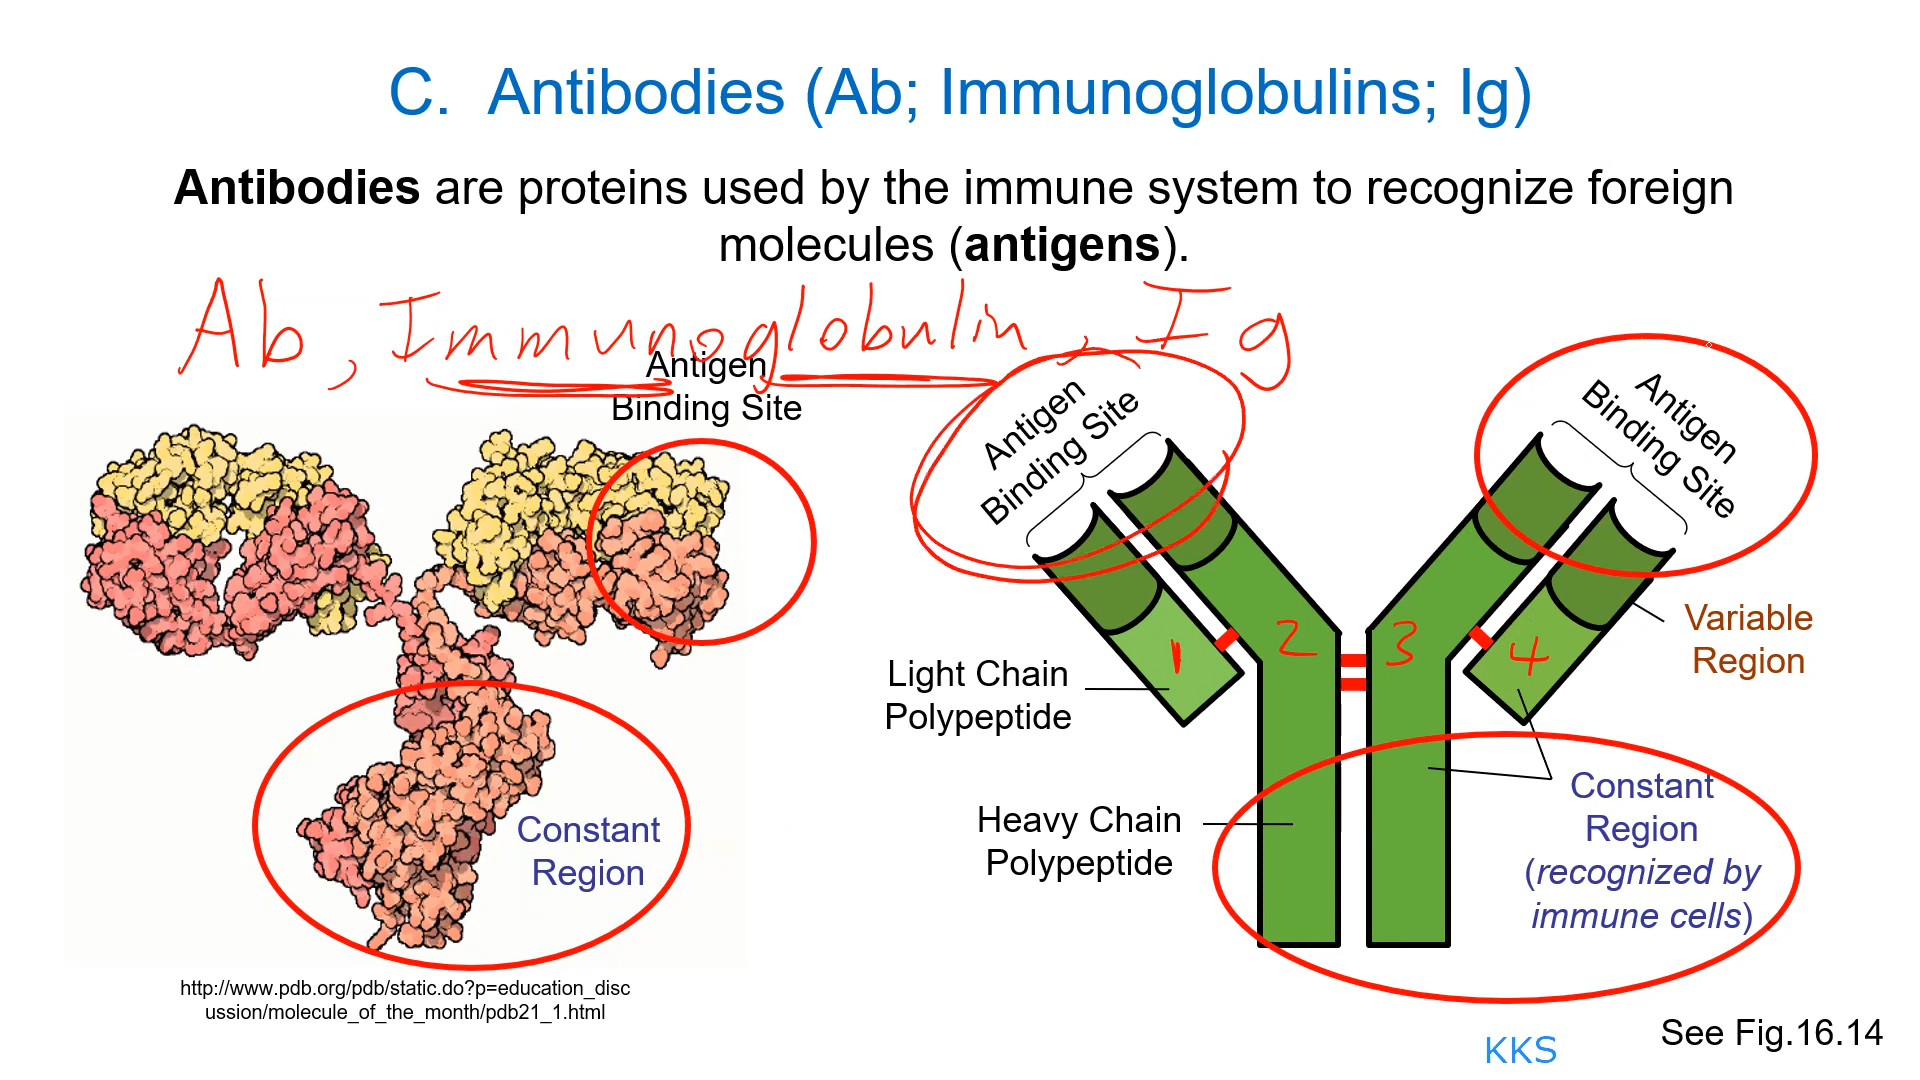 C. Antibodies (Ab; Immunoglobulins; Ig)
Antibodies are proteins used by the immune system to recognize foreign
molecules (antigens).
Ab, Immunoglobulin, Ig
Antigen
Binding Site
Antigen
Binding Site
Antigen
Binding Site
1 2 3 4
Variable
Region
Light Chain
Polypeptide
Heavy Chain
Polypeptide
Constant
Region
(recognized by
immune cells)
Constant
Region
http://www.pdb.org/pdb/static.do?p=education_disc
ussion/molecule_of_the_month/pdb21_1.html
See Fig.16.14
KKS